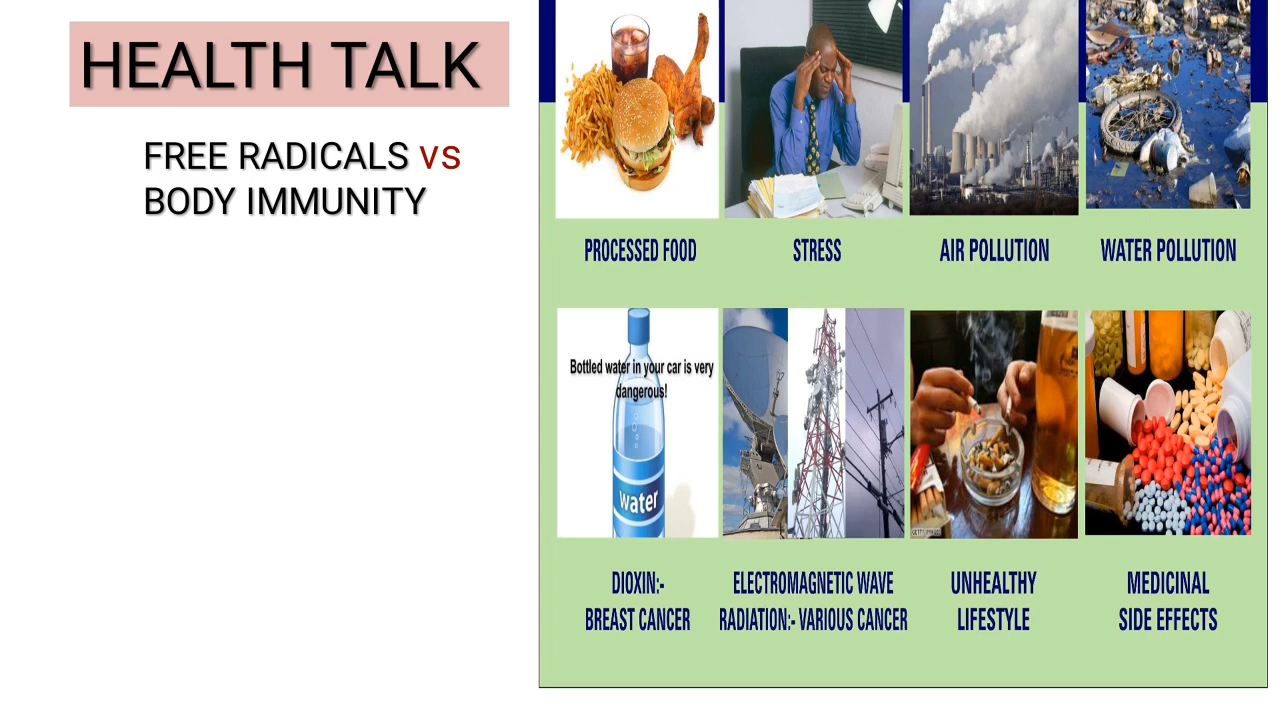 HEALTH TALK
FREE RADICALS vs
BODY IMMUNITY
PROCESSED FOOD
STRESS
AIR POLLUTION
WATER POLLUTION
Bottled water in your car is very
dangerous!
water
DIOXIN:-
BREAST CANCER
ELECTROMAGNETIC WAVE
RADIATION:- VARIOUS CANCER
UNHEALTHY
LIFESTYLE
MEDICINAL
SIDE EFFECTS